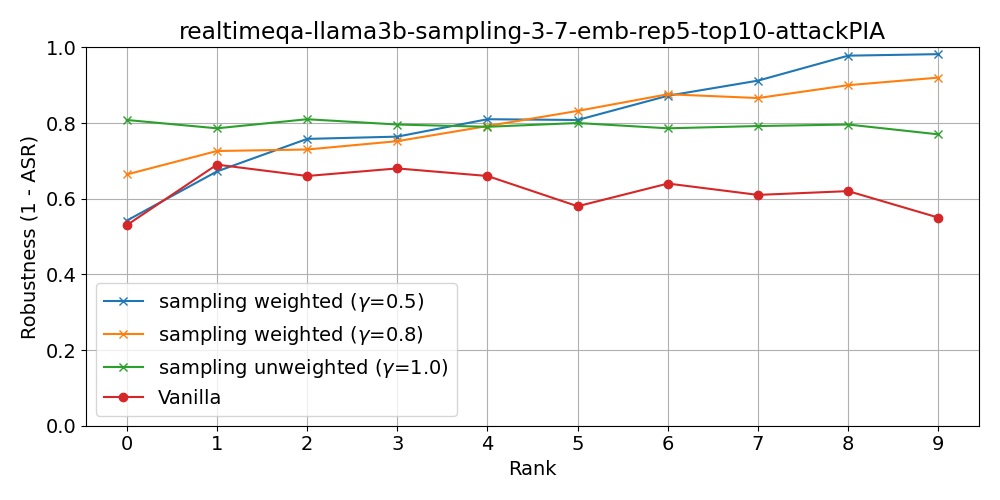 realtimeqa-llama3b-sampling-3-7-emb-rep5-top10-attackPIA
Robustness (1 - ASR)
1.0
0.8
0.6
0.4
0.2
0.0
sampling weighted (γ=0.5)
sampling weighted (γ=0.8)
sampling unweighted (γ=1.0)
Vanilla
0 1 2 3 4 5 6 7 8 9
Rank